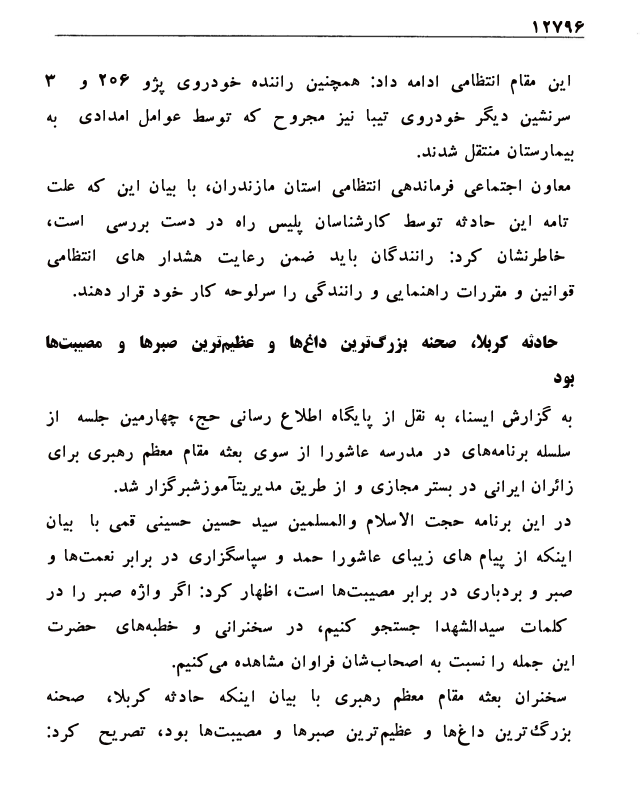 ۱۲۷۹۶
این مقام انتظامی ادامه داد: همچنین راننده خودروی پژو ۲۰۶ و ۳
سرنشین دیگر خودروی تیبا نیز مجروح که توسط عوامل امدادی به
بیمارستان منتقل شدند.
معاون اجتماعی فرماندهی انتظامی استان مازندران، با بیان این که علت
تامه این حادثه توسط کارشناسان پلیس راه در دست بررسی است،
خاطرنشان کرد: رانندگان باید ضمن رعایت هشدار های انتظامی
قوانین و مقررات راهنمایی و رانندگی را سرلوحه کار خود قرار دهند.
حادثه کربلا، صحنه بزرگ‌ترین داغ‌ها و عظیم‌ترین صبرها و مصیبت‌ها
بود
به گزارش ایسنا، به نقل از پایگاه اطلاع رسانی حج، چهارمین جلسه از
سلسله برنامه‌های در مدرسه عاشورا از سوی بعثه مقام معظم رهبری برای
زائران ایرانی در بستر مجازی و از طریق مدیریتآموزشبرگزار شد.
در این برنامه حجت الاسلام والمسلمین سید حسین حسینی قمی با بیان
اینکه از پیام های زیبای عاشورا حمد و سپاسگزاری در برابر نعمت‌ها و
صبر و بردباری در برابر مصیبت‌ها است، اظهار کرد: اگر واژه صبر را در
کلمات سیدالشهدا جستجو کنیم، در سخنرانی و خطبه‌های حضرت
این جمله را نسبت به اصحاب‌شان فراوان مشاهده می‌کنیم.
سخنران بعثه مقام معظم رهبری با بیان اینکه حادثه کربلا، صحنه
بزرگ‌ترین داغ‌ها و عظیم‌ترین صبرها و مصیبت‌ها بود، تصریح کرد: